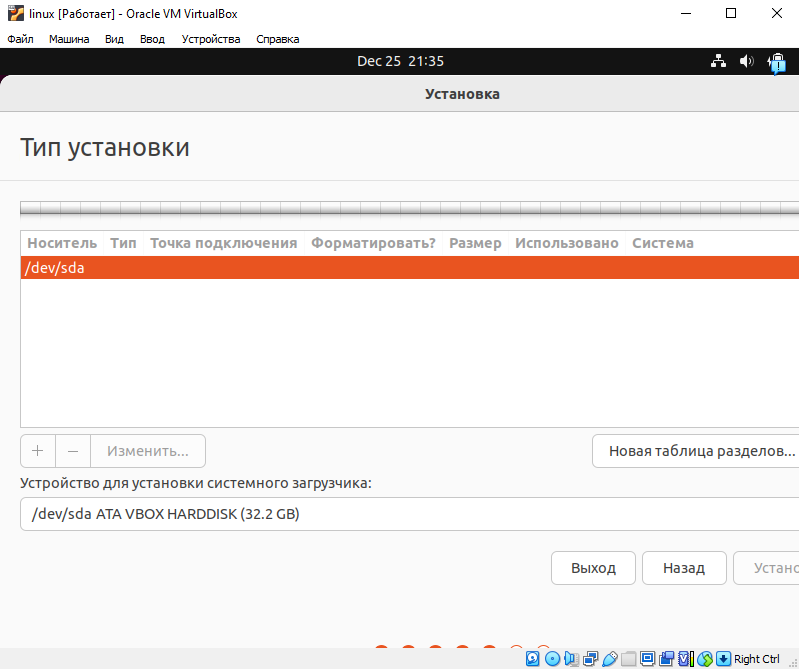 linux [Работает] - Oracle VM VirtualBox
Файл Машина Вид Ввод Устройства Справка
Dec 25 21:35
Установка
Тип установки
Носитель Тип Точка подключения Форматировать? Размер Использовано Система
/dev/sda
+ − Изменить... Новая таблица разделов...
Устройство для установки системного загрузчика:
/dev/sda ATA VBOX HARDDISK (32.2 GB)
Выход Назад Устано
Right Ctrl